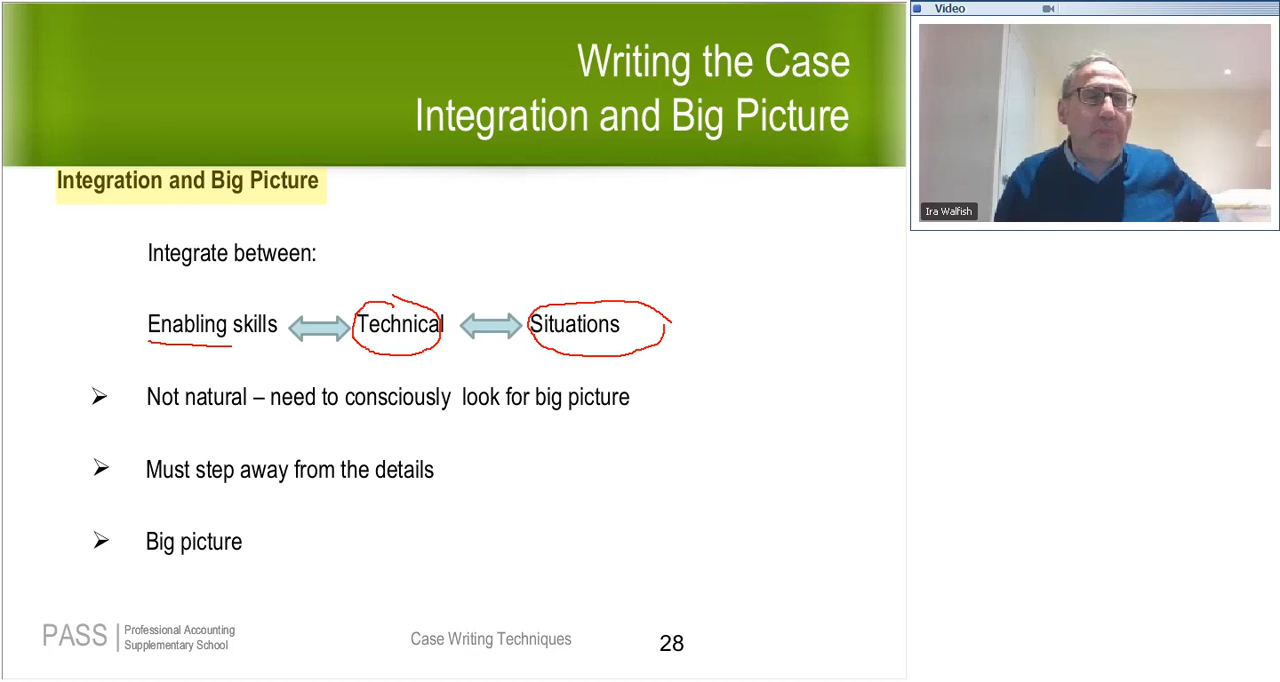 Writing the Case
Integration and Big Picture
Integration and Big Picture
Integrate between:
Enabling skills Technical Situations
Not natural – need to consciously look for big picture
Must step away from the details
Big picture
PASS Professional Accounting
Supplementary School
Case Writing Techniques
28
Video
Ira Walfish